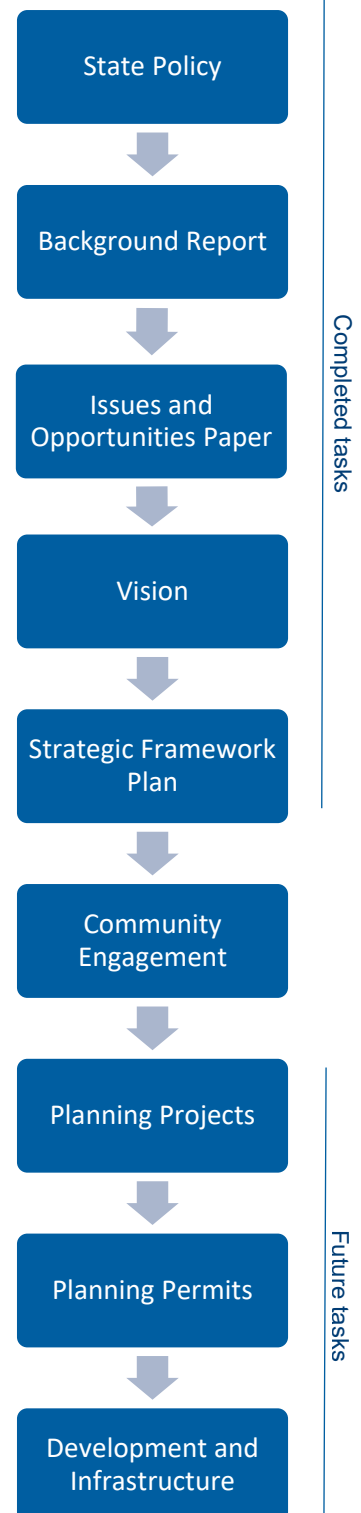 State Policy
Background Report
Issues and
Opportunities Paper
Completed tasks
Vision
Strategic Framework
Plan
Community
Engagement
Planning Projects
Planning Permits
Future tasks
Development and
Infrastructure